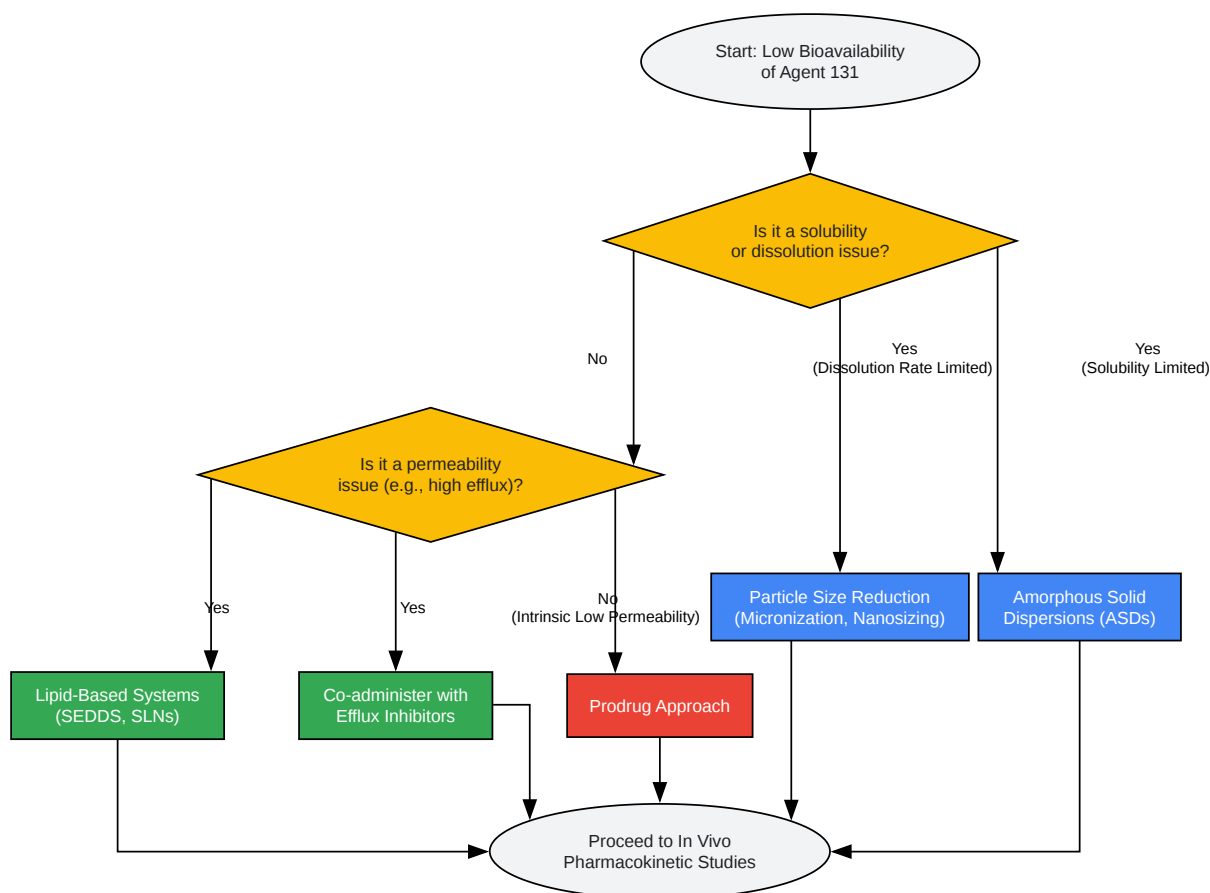 Start: Low Bioavailability
of Agent 131
Is it a solubility
or dissolution issue?
No
Yes
(Dissolution Rate Limited)
Yes
(Solubility Limited)
Is it a permeability
issue (e.g., high efflux)?
Yes
Yes
No
(Intrinsic Low Permeability)
Particle Size Reduction
(Micronization, Nanosizing)
Amorphous Solid
Dispersions (ASDs)
Lipid-Based Systems
(SEDDS, SLNs)
Co-administer with
Efflux Inhibitors
Prodrug Approach
Proceed to In Vivo
Pharmacokinetic Studies